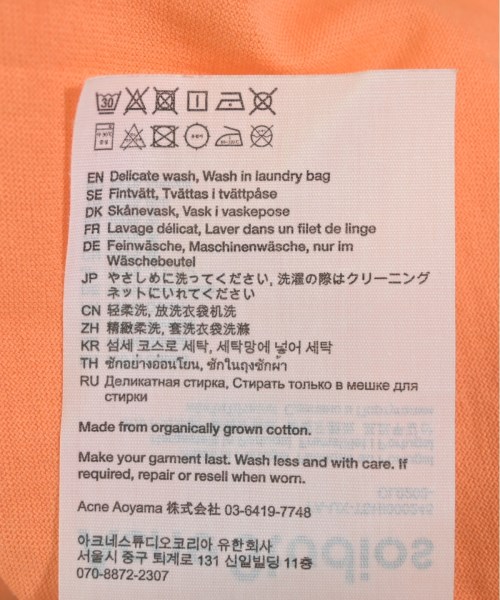 30
EN Delicate wash, Wash in laundry bag
SE Fintvätt, Tvättas i tvättpåse
DK Skånevask, Vask i vaskepose
FR Lavage délicat, Laver dans un filet de linge
DE Feinwäsche, Maschinenwäsche, nur im
Wäschebeutel
JP やさしめに洗ってください, 洗濯の際はクリーニング
ネットにいれてください
CN 轻柔洗, 放洗衣袋机洗
ZH 精緻柔洗, 套洗衣袋洗滌
KR 섬세 코스로 세탁, 세탁망에 넣어 세탁
TH ซักอย่างอ่อนโยน, ซักในถุงซักผ้า
RU Деликатная стирка, Стирать только в мешке для
стирки
Made from organically grown cotton.
Make your garment last. Wash less and with care. If
required, repair or resell when worn.
Acne Aoyama 株式会社 03-6419-7748
아크네스튜디오코리아 유한회사
서울시 중구 퇴계로 131 신일빌딩 11층
070-8872-2307